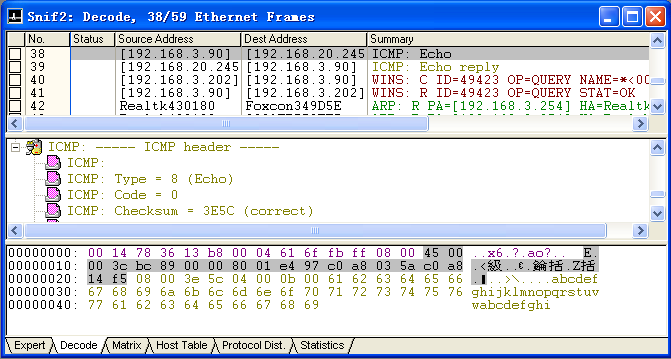 Snif2: Decode, 38/59 Ethernet Frames
No. Status Source Address Dest Address Summary
38 [192.168.3.90] [192.168.20.245 ICMP: Echo
39 [192.168.20.245 [192.168.3.90] ICMP: Echo reply
40 [192.168.3.202] [192.168.3.90] WINS: C ID=49423 OP=QUERY NAME=*<00
41 [192.168.3.90] [192.168.3.202] WINS: R ID=49423 OP=QUERY STAT=OK
42 Realtk430180 Foxcon349D5E ARP: R PA=[192.168.3.254] HA=Realtk
ICMP: ----- ICMP header -----
ICMP:
ICMP: Type = 8 (Echo)
ICMP: Code = 0
ICMP: Checksum = 3E5C (correct)
00000000: 00 14 78 36 13 b8 00 04 61 6f fb ff 08 00 45 00 ..x6.?.ao?... E.
00000010: 00 3c bc 89 00 00 80 01 e4 97 c0 a8 03 5a c0 a8
00000020: 14 f5 08 00 3e 5c 04 00 0b 00 61 62 63 64 65 66 ..>\....abcdef
00000030: 67 68 69 6a 6b 6c 6d 6e 6f 70 71 72 73 74 75 76 ghijklmnopqrstuv
00000040: 77 61 62 63 64 65 66 67 68 69 wabcdefghi
Expert Decode Matrix Host Table Protocol Dist. Statistics